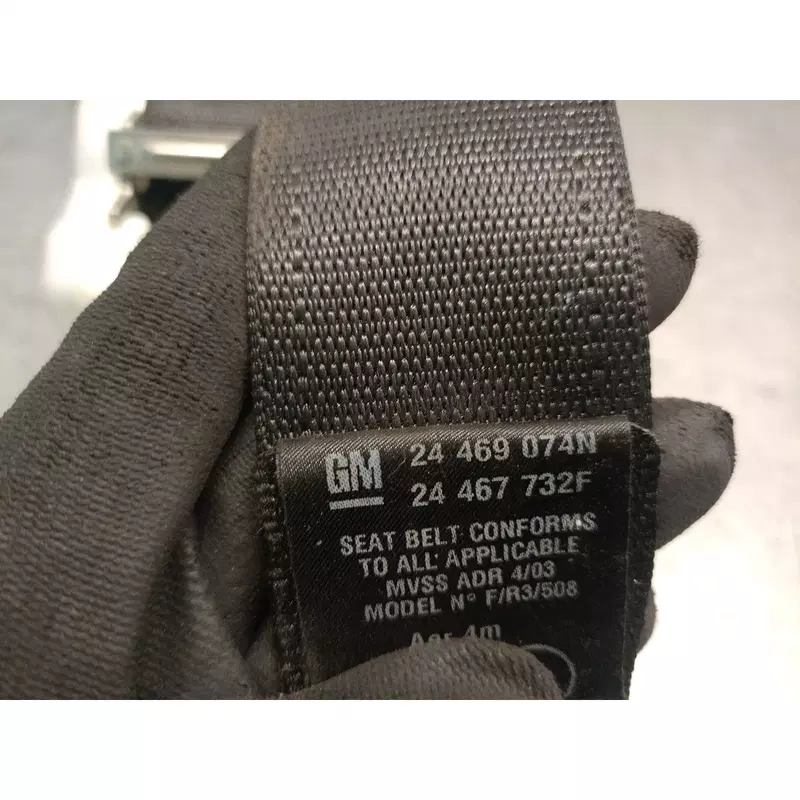 GM
24 469 074N
24 467 732F
SEAT BELT CONFORMS
TO ALL APPLICABLE
MVSS ADR 4/03
MODEL N° F/R3/508
4m